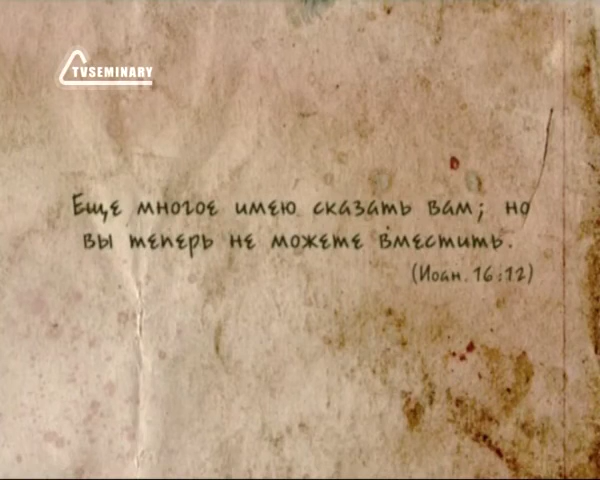 TVSEMINARY
Еще многое имею сказать вам; но
вы теперь не можете вместить.
(Иоан. 16:12)